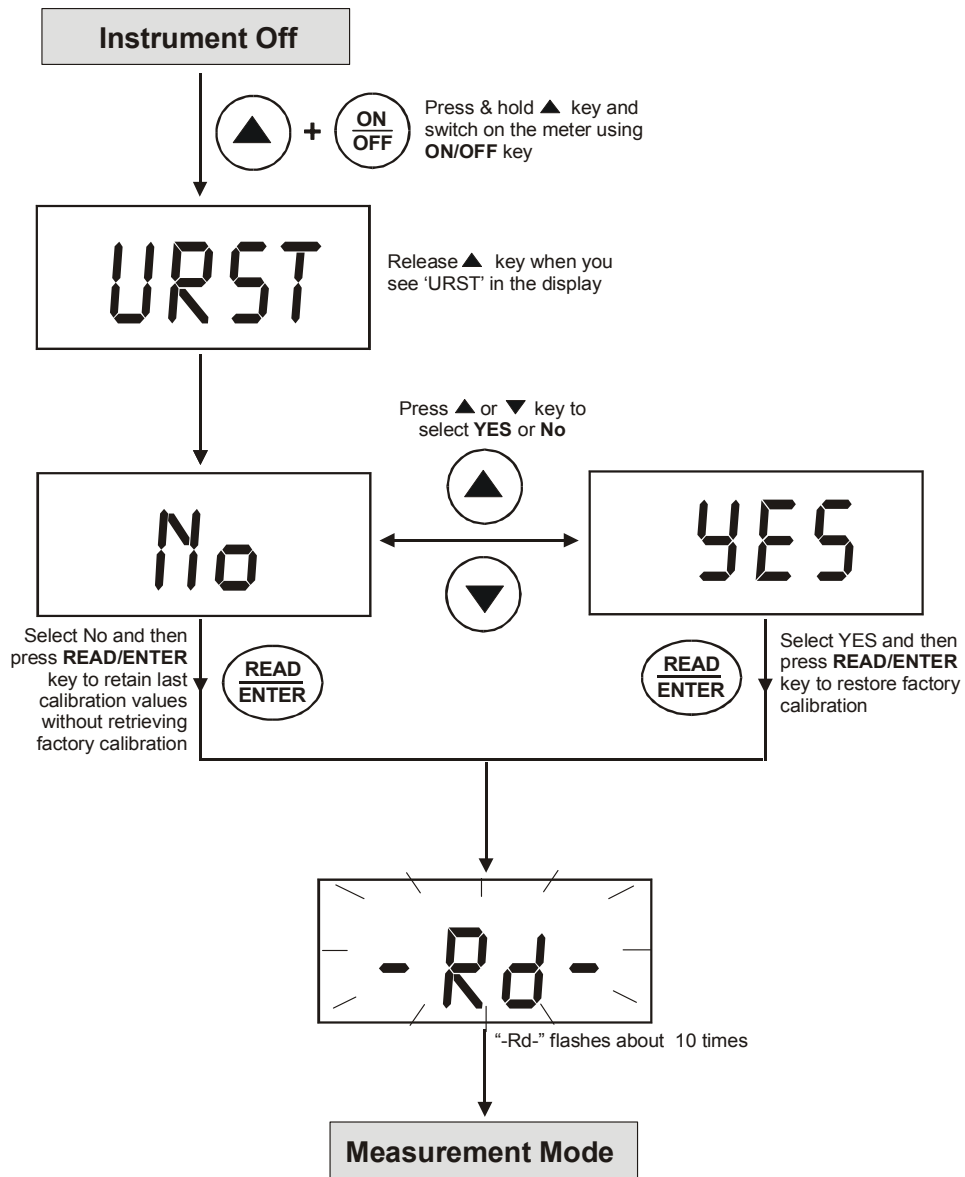 Instrument Off
▲ + ON
OFF
Press & hold ▲ key and
switch on the meter using
ON/OFF key
URST
Release ▲ key when you
see 'URST' in the display
Press ▲ or ▼ key to
select YES or No
No
YES
Select No and then
press READ/ENTER
key to retain last
calibration values
without retrieving
factory calibration
READ
ENTER
READ
ENTER
Select YES and then
press READ/ENTER
key to restore factory
calibration
-Rd-
“-Rd-” flashes about 10 times
Measurement Mode